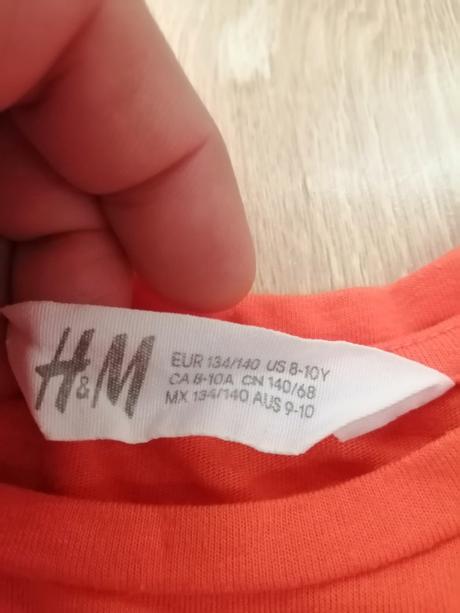 H&M
EUR 134/140 US 8-10Y
CA 8-10A CN 140/68
MX 134/140 AUS 9-10